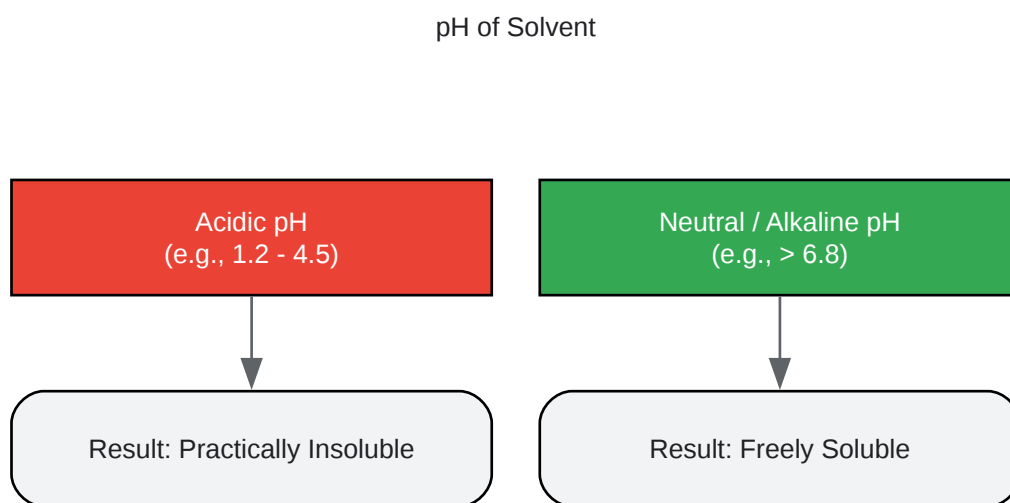 pH of Solvent
Acidic pH
(e.g., 1.2 - 4.5)
Neutral / Alkaline pH
(e.g., > 6.8)
Result: Practically Insoluble
Result: Freely Soluble